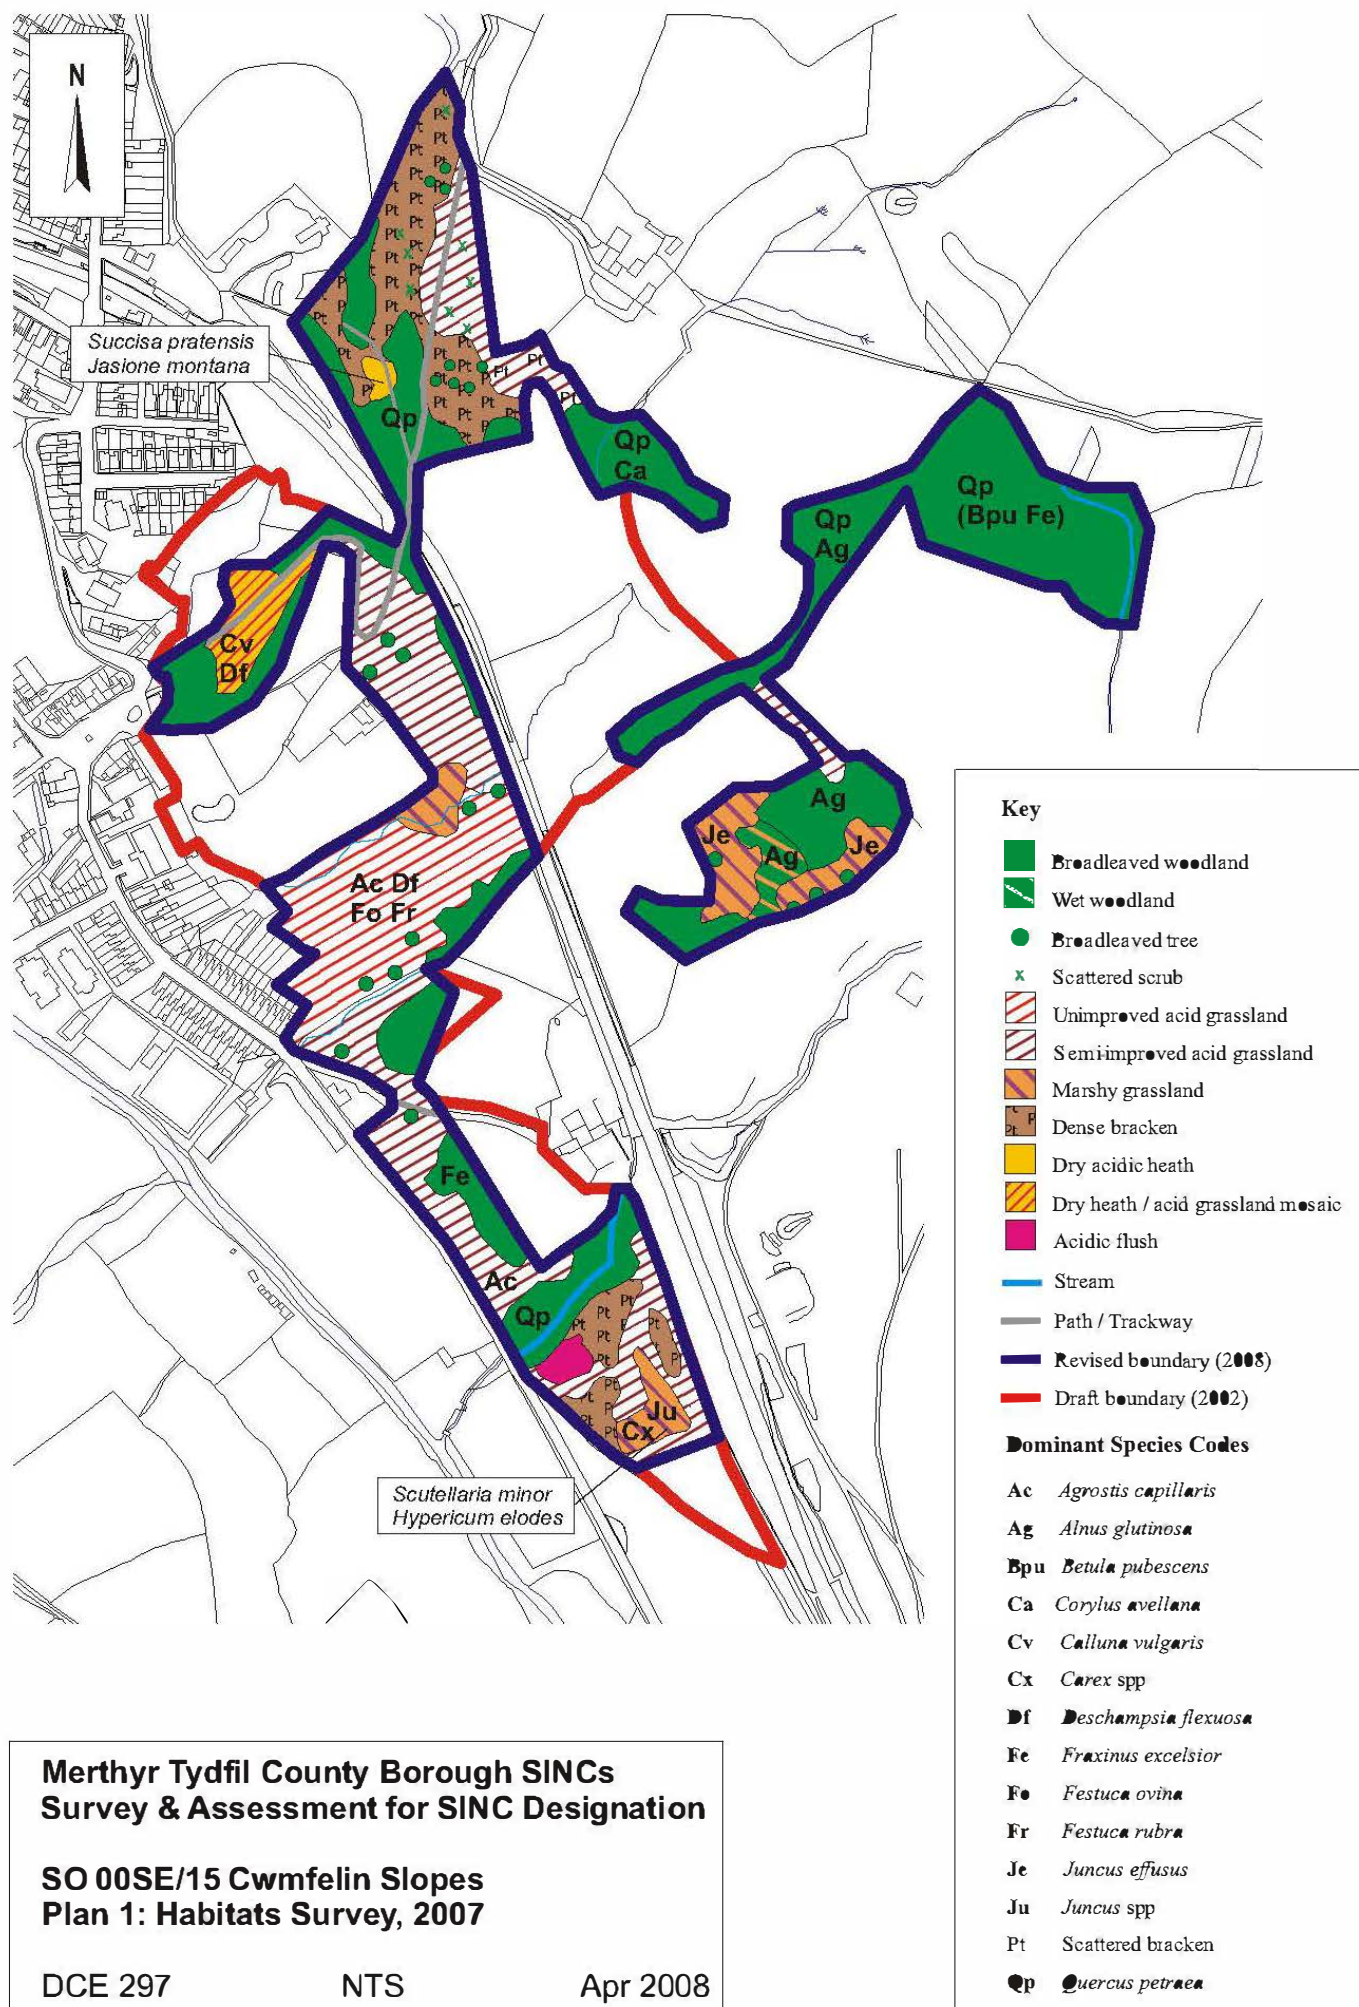 N
Succisa pratensis
Jasione montana
Qp
Qp
Ca
Qp
Ag
Qp
(Bpu Fe)
Cv
Df
Ag
Je
Ag
Je
Ac Df
Fo Fr
Fe
Ac
Qp
Ju
Cx
Scutellaria minor
Hypericum elodes
Key
Broadleaved woodland
Wet woodland
Broadleaved tree
Scattered scrub
Unimproved acid grassland
Semi-improved acid grassland
Marshy grassland
Dense bracken
Dry acidic heath
Dry heath / acid grassland mosaic
Acidic flush
Stream
Path / Trackway
Revised boundary (2008)
Draft boundary (2002)
Dominant Species Codes
Ac Agrostis capillaris
Ag Alnus glutinosa
Bpu Betula pubescens
Ca Corylus avellana
Cv Calluna vulgaris
Cx Carex spp
Df Deschampsia flexuosa
Fe Fraxinus excelsior
Fo Festuca ovina
Fr Festuca rubra
Je Juncus effusus
Ju Juncus spp
Pt Scattered bracken
Qp Quercus petraea
Merthyr Tydfil County Borough SINCs
Survey & Assessment for SINC Designation
SO 00SE/15 Cwmfelin Slopes
Plan 1: Habitats Survey, 2007
DCE 297 NTS Apr 2008